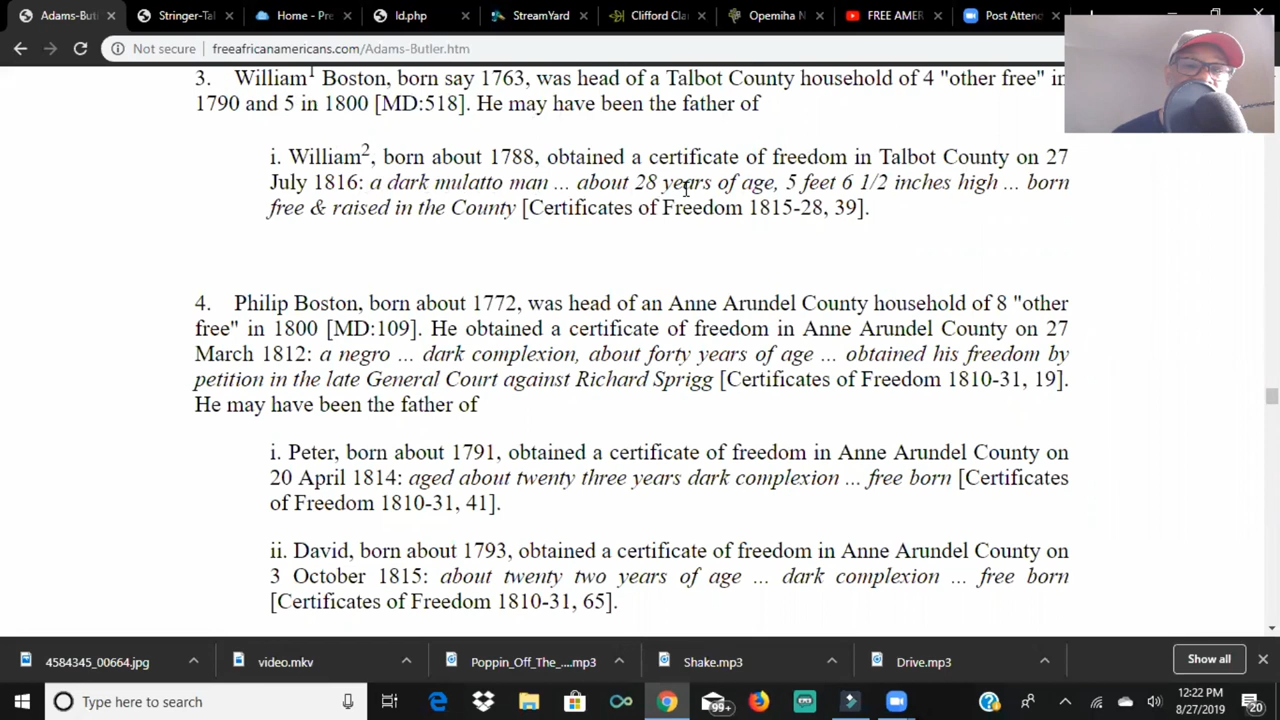 Adams-But
Stringer-Tal
Home - Pre
ld.php
StreamYard
Clifford Cla
Opemiha N
FREE AMER
Post Attend
Not secure | freeafricanamericans.com/Adams-Butler.htm
3. William1 Boston, born say 1763, was head of a Talbot County household of 4 "other free" in
1790 and 5 in 1800 [MD:518]. He may have been the father of
i. William2, born about 1788, obtained a certificate of freedom in Talbot County on 27
July 1816: a dark mulatto man ... about 28 years of age, 5 feet 6 1/2 inches high ... born
free & raised in the County [Certificates of Freedom 1815-28, 39].
4. Philip Boston, born about 1772, was head of an Anne Arundel County household of 8 "other
free" in 1800 [MD:109]. He obtained a certificate of freedom in Anne Arundel County on 27
March 1812: a negro ... dark complexion, about forty years of age ... obtained his freedom by
petition in the late General Court against Richard Sprigg [Certificates of Freedom 1810-31, 19].
He may have been the father of
i. Peter, born about 1791, obtained a certificate of freedom in Anne Arundel County on
20 April 1814: aged about twenty three years dark complexion ... free born [Certificates
of Freedom 1810-31, 41].
ii. David, born about 1793, obtained a certificate of freedom in Anne Arundel County on
3 October 1815: about twenty two years of age ... dark complexion ... free born
[Certificates of Freedom 1810-31, 65].
4584345_00664.jpg
video.mkv
Poppin_Off_The_....mp3
Shake.mp3
Drive.mp3
Show all
Type here to search
99+
12:22 PM
8/27/2019
20